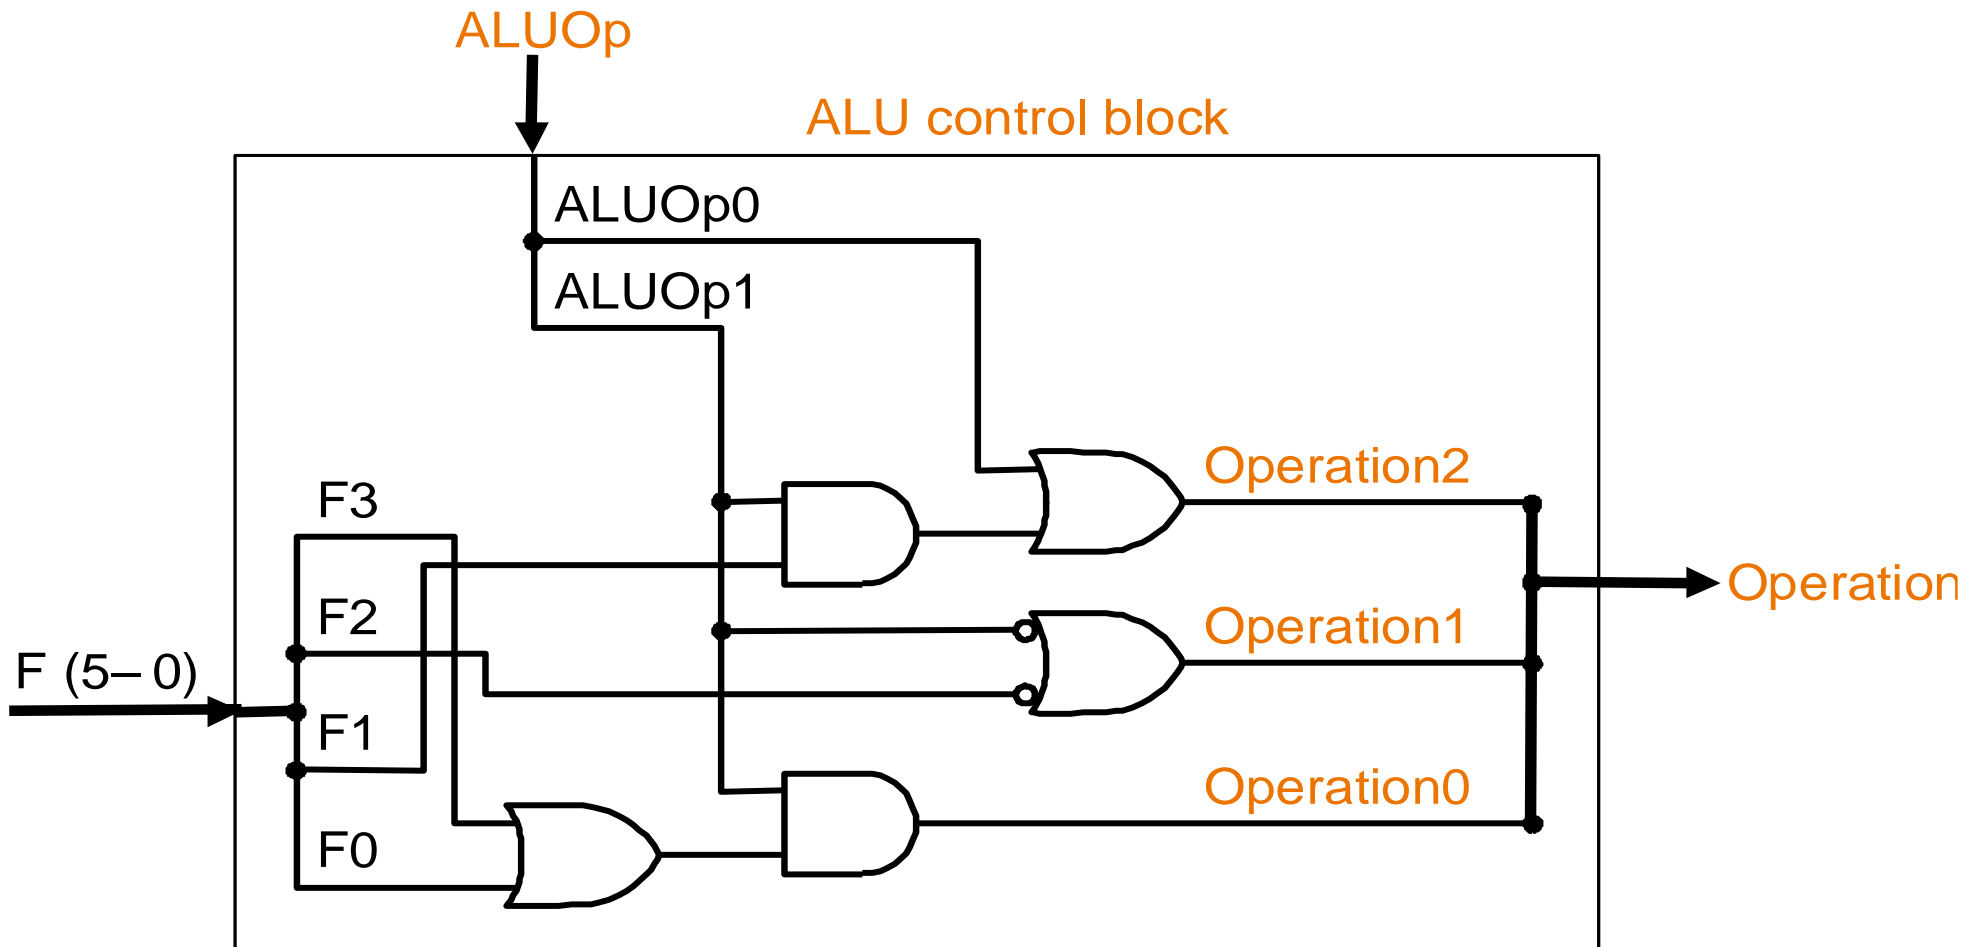 ALUOp
ALU control block
ALUOp0
ALUOp1
Operation2
F3
Operation
F2
Operation1
F (5– 0)
F1
Operation0
F0